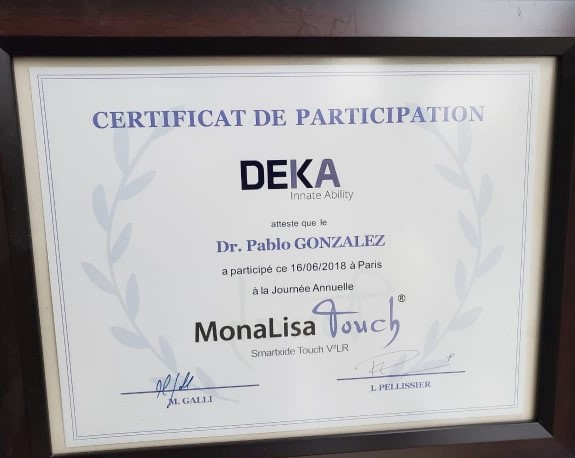 CERTIFICAT DE PARTICIPATION
DEKA
Innate Ability
atteste que le
Dr. Pablo GONZALEZ
a participé ce 16/06/2018 à Paris
à la Journée Annuelle
MonaLisa Touch®
Smartxide Touch V²LR
M. GALLI
I. PELLISSIER